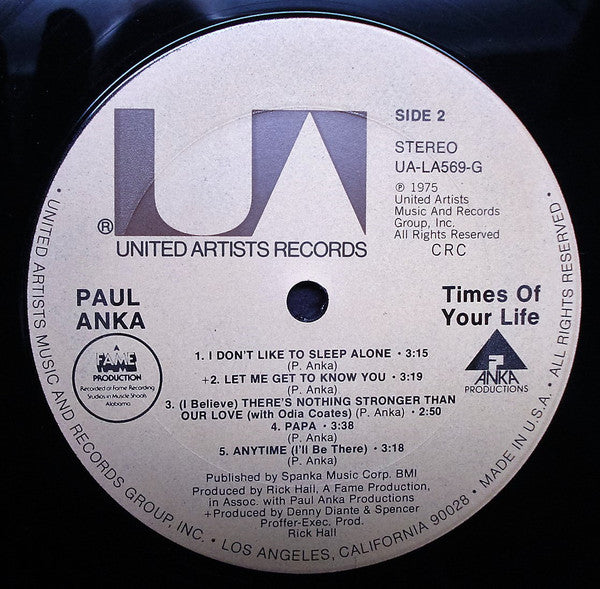 UA
®
UNITED ARTISTS RECORDS
SIDE 2
STEREO
UA-LA569-G
℗ 1975
United Artists
Music And Records
Group, Inc.
All Rights Reserved
CRC
PAUL
ANKA
Times Of
Your Life
A
FAME
PRODUCTION
Recorded at Fame Recording
Studios in Muscle Shoals
Alabama.
PA
ANKA
PRODUCTIONS
1. I DON'T LIKE TO SLEEP ALONE • 3:15
(P. Anka)
+2. LET ME GET TO KNOW YOU • 3:19
(P. Anka)
3. (I Believe) THERE'S NOTHING STRONGER THAN
OUR LOVE (with Odia Coates) (P. Anka) • 2:50
4. PAPA • 3:38
(P. Anka)
5. ANYTIME (I'll Be There) • 3:18
(P. Anka)
Published by Spanka Music Corp. BMI
Produced by Rick Hall, A Fame Production,
in Assoc. with Paul Anka Productions
+Produced by Denny Diante & Spencer
Proffer-Exec. Prod.
Rick Hall
• UNITED ARTISTS MUSIC AND RECORDS GROUP, INC. • LOS ANGELES, CALIFORNIA 90028 • MADE IN U.S.A. • ALL RIGHTS RESERVED •